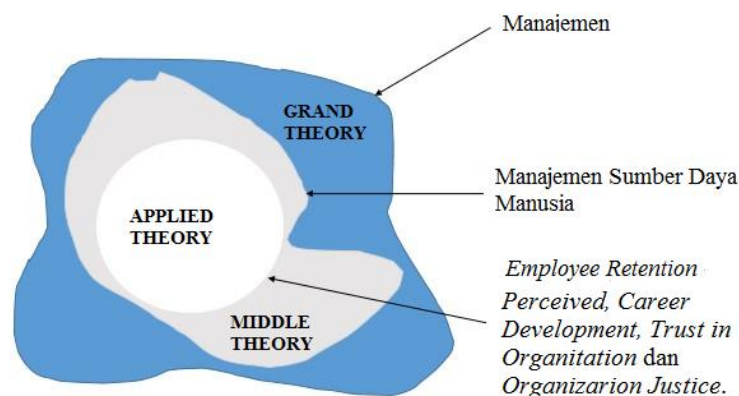 Manajemen
GRAND
THEORY
Manajemen Sumber Daya
Manusia
APPLIED
THEORY
Employee Retention
Perceived, Career
Development, Trust in
Organitation dan
Organizarion Justice.
MIDDLE
THEORY